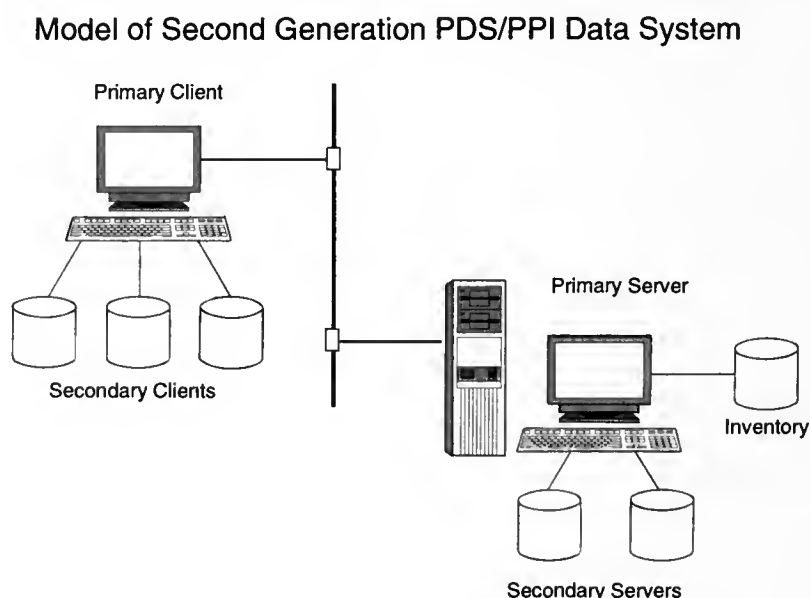 Model of Second Generation PDS/PPI Data System
Primary Client
Primary Server
Secondary Clients
Inventory
Secondary Servers